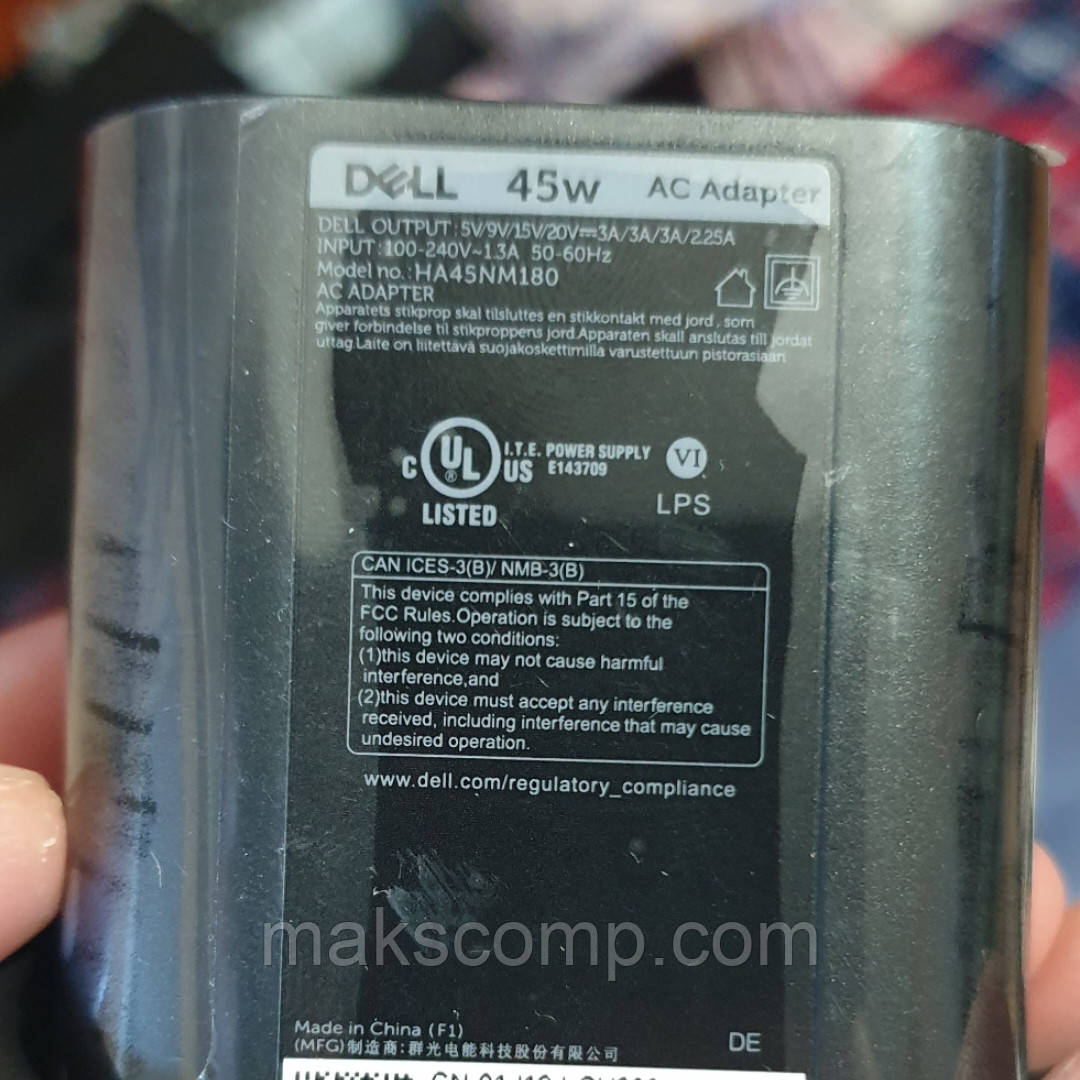 DELL 45W AC Adapter
DELL OUTPUT:5V/9V/15V/20V⎓3A/3A/3A/2.25A
INPUT:100-240V~1.3A 50-60Hz
Model no.:HA45NM180
AC ADAPTER
Apparatets stikprop skal tilsluttes en stikkontakt med jord , som
giver forbindelse til stikproppens jord.Apparaten skall anslutas till jordat
uttag.Laite on liitettävä suojakoskettimilla varustettuun pistorasiaan
C UL ® US I.T.E. POWER SUPPLY VI
E143709
LISTED LPS
CAN ICES-3(B)/ NMB-3(B)
This device complies with Part 15 of the
FCC Rules.Operation is subject to the
following two conditions:
(1)this device may not cause harmful
interference,and
(2)this device must accept any interference
received, including interference that may cause
undesired operation.
www.dell.com/regulatory_compliance
makscomp.com
Made in China (F1)
(MFG)制造商:群光电能科技股份有限公司 DE